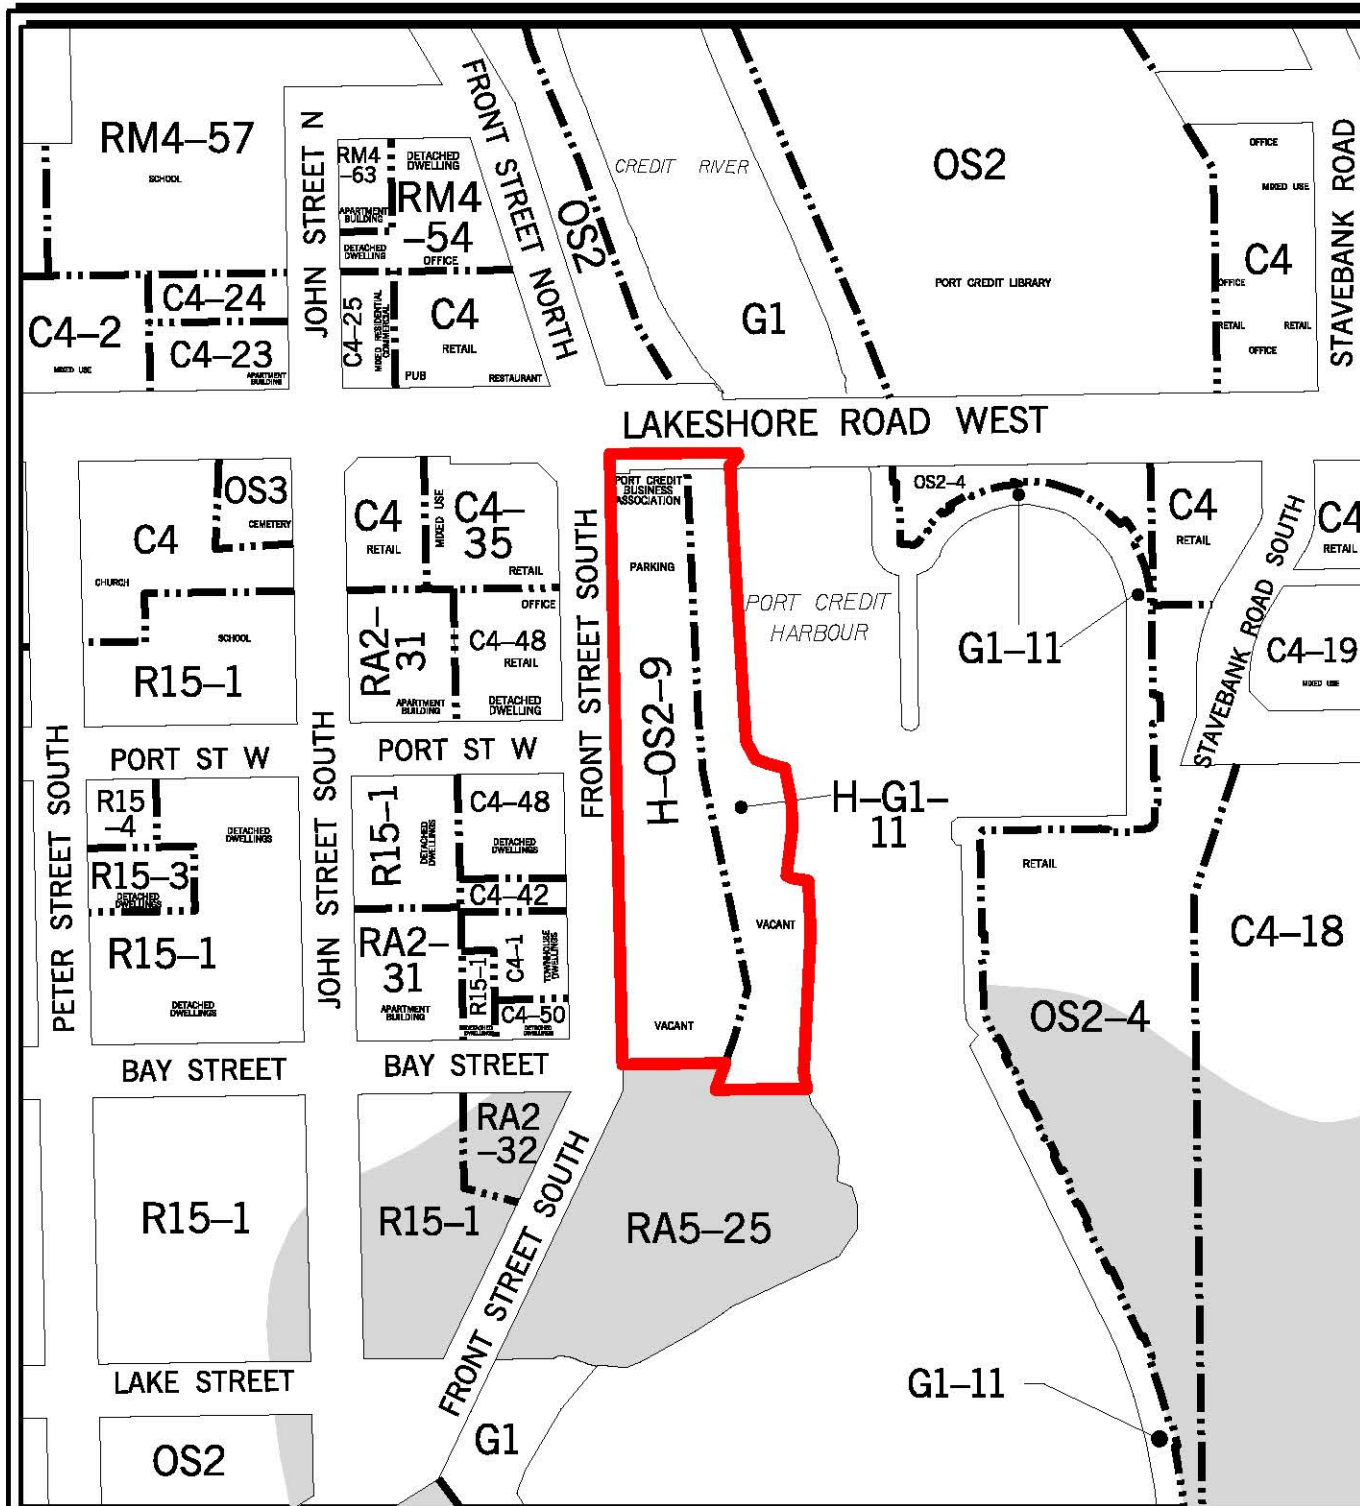 RM4–57
SCHOOL
JOHN STREET N
RM4
–63
APARTMENT
BUILDING
DETACHED
DWELLING
RM4
–54
DETACHED
DWELLING
OFFICE
FRONT STREET NORTH
OS2
CREDIT RIVER
G1
OS2
PORT CREDIT LIBRARY
OFFICE
MIXED USE
C4
OFFICE
RETAIL
RETAIL
OFFICE
STAVEBANK ROAD
C4–2
MIXED USE
C4–24
C4–23
APARTMENT
BUILDING
C4–25
MIXED RESIDENTIAL
COMMERCIAL
C4
RETAIL
PUB
RESTAURANT
LAKESHORE ROAD WEST
C4
CHURCH
OS3
CEMETERY
SCHOOL
R15–1
C4
RETAIL
MIXED USE
C4–
35
RETAIL
RA2–
31
APARTMENT
BUILDING
OFFICE
C4–48
RETAIL
DETACHED
DWELLING
FRONT STREET SOUTH
PORT CREDIT
BUSINESS
ASSOCIATION
PARKING
H–OS2–9
VACANT
VACANT
PORT CREDIT
HARBOUR
OS2–4
G1–11
H–G1–
11
C4
RETAIL
STAVEBANK ROAD SOUTH
C4
RETAIL
C4–19
MIXED USE
RETAIL
C4–18
OS2–4
PETER STREET SOUTH
PORT ST W
JOHN STREET SOUTH
PORT ST W
R15
–4
DETACHED
DWELLINGS
R15–3
DETACHED
DWELLINGS
R15–1
DETACHED
DWELLINGS
R15–1
DETACHED
DWELLINGS
C4–48
DETACHED
DWELLINGS
C4–42
RA2–
31
APARTMENT
BUILDING
R15–1
DETACHED
DWELLINGS
C4–1
TOWNHOUSE
DWELLINGS
C4–50
DETACHED
DWELLINGS
BAY STREET
BAY STREET
R15–1
R15–1
RA2
–32
FRONT STREET SOUTH
RA5–25
LAKE STREET
OS2
G1
G1–11